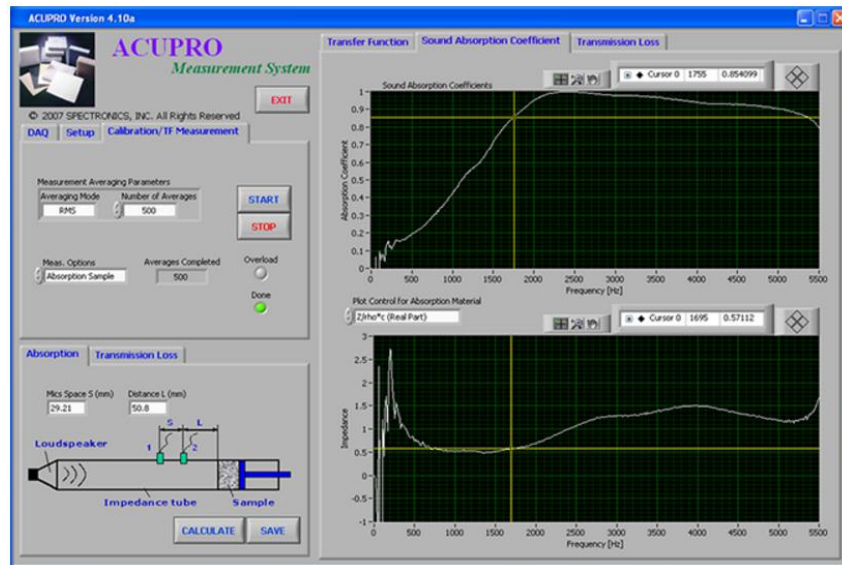 ACUPRO Version 4.10a
ACUPRO
Measurement System
EXIT
© 2007 SPECTRONICS, INC. All Rights Reserved
DAQ Setup Calibration/TF Measurement
Measurement Averaging Parameters
Averaging Mode Number of Averages
RMS 500
START
STOP
Meas. Options Averages Completed Overload
Absorption Sample 500
Done
Absorption Transmission Loss
Mics Space S (mm) Distance L (mm)
29.21 50.8
S L
1 2
Loudspeaker
Impedance tube Sample
CALCULATE SAVE
Transfer Function Sound Absorption Coefficient Transmission Loss
Sound Absorption Coefficients
Cursor 0 1755 0.854099
Absorption Coefficient
1
0.9
0.8
0.7
0.6
0.5
0.4
0.3
0.2
0.1
0
0 500 1000 1500 2000 2500 3000 3500 4000 4500 5000 5500
Frequency [Hz]
Plot Control for Absorption Material
Z/rho*c (Real Part)
Cursor 0 1695 0.57112
Impedance
3
2.5
2
1.5
1
0.5
0
-0.5
-1
0 500 1000 1500 2000 2500 3000 3500 4000 4500 5000 5500
Frequency [Hz]